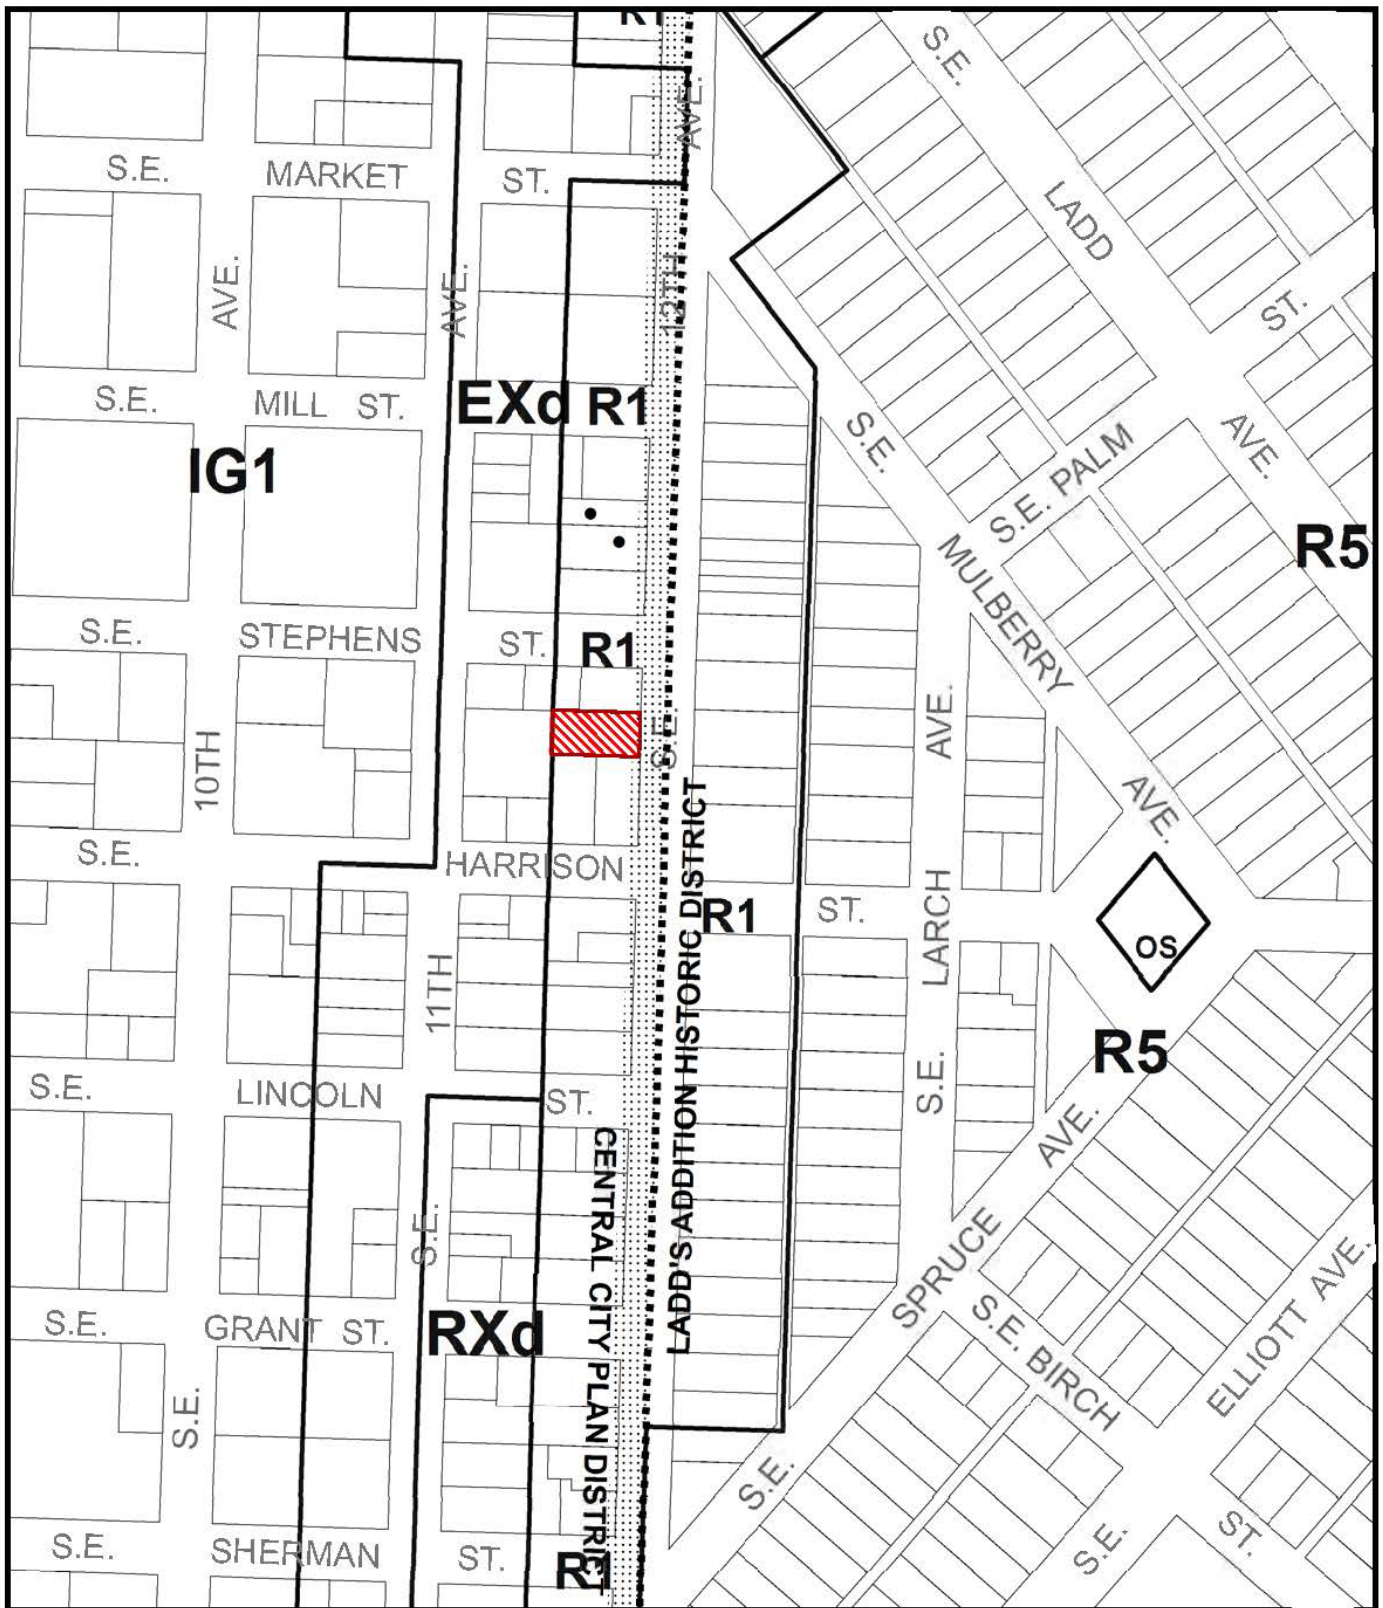 R1
S.E.
AVE.
S.E. MARKET ST.
LADD
AVE.
AVE.
12TH
ST.
S.E. MILL ST.
EXd
R1
S.E.
AVE.
IG1
S.E. PALM
R5
MULBERRY
S.E. STEPHENS ST.
R1
AVE.
S.E.
10TH
AVE.
LADD'S ADDITION HISTORIC DISTRICT
S.E. HARRISON ST.
R1
LARCH
OS
11TH
R5
S.E.
S.E. LINCOLN ST.
AVE.
CENTRAL CITY PLAN DISTRICT
S.E.
SPRUCE
ELLIOTT AVE.
S.E. GRANT ST.
RXd
S.E. BIRCH
S.E.
S.E.
ST.
S.E.
S.E. SHERMAN ST.
R1